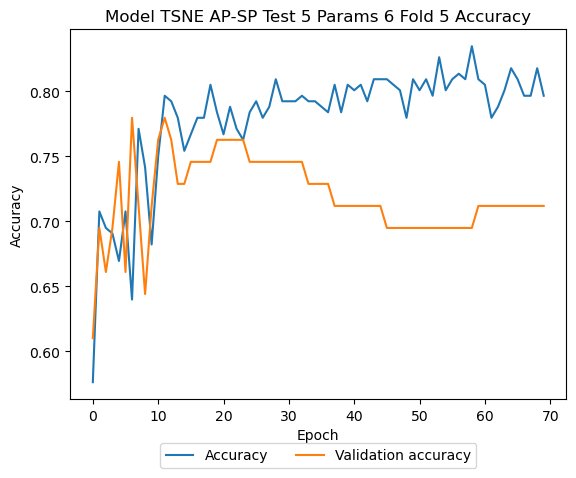 Model TSNE AP-SP Test 5 Params 6 Fold 5 Accuracy
Accuracy
0.80
0.75
0.70
0.65
0.60
0 10 20 30 40 50 60 70
Epoch
Accuracy Validation accuracy